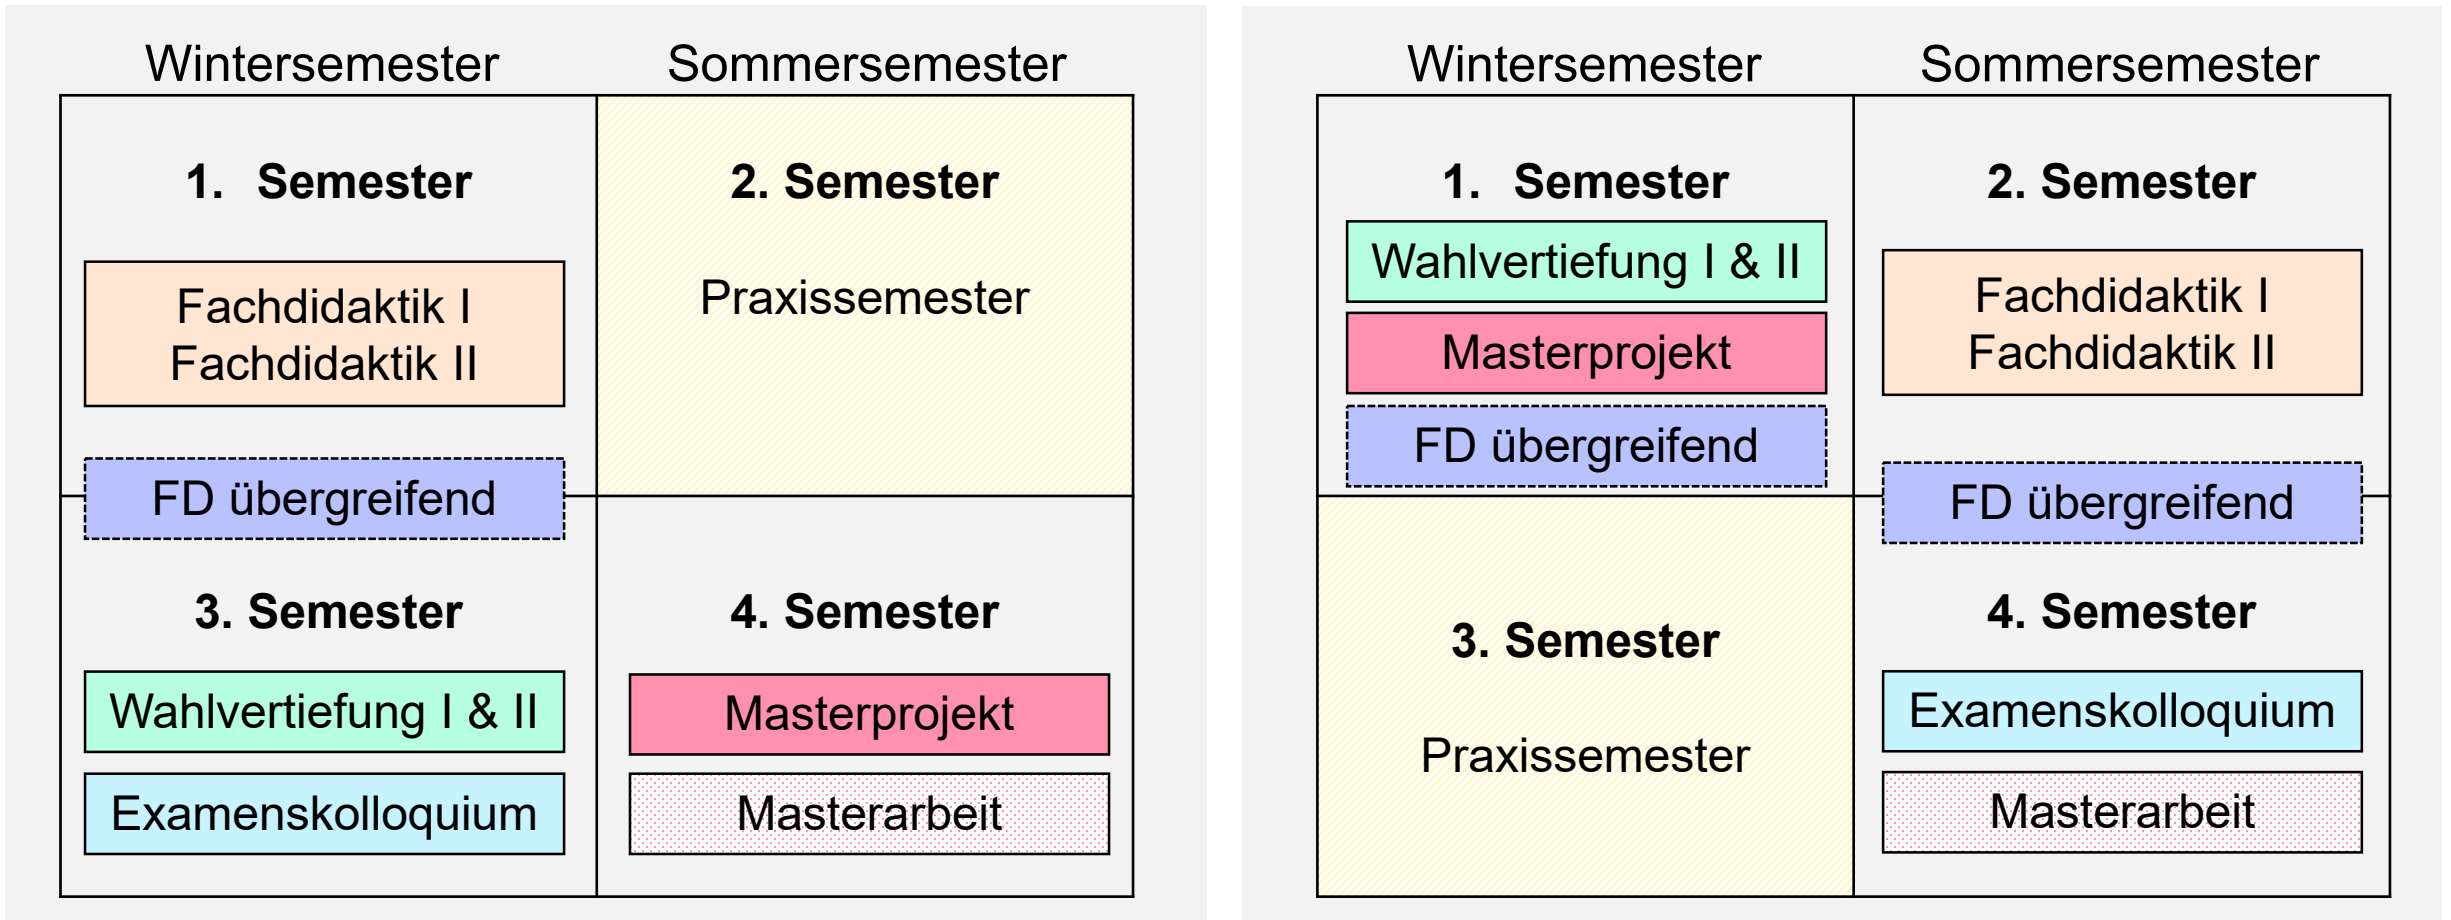 Wintersemester
Sommersemester
1. Semester
Fachdidaktik I
Fachdidaktik II
2. Semester
Praxissemester
FD übergreifend
3. Semester
Wahlvertiefung I & II
Examenskolloquium
4. Semester
Masterprojekt
Masterarbeit
Wintersemester
Sommersemester
1. Semester
Wahlvertiefung I & II
Masterprojekt
FD übergreifend
2. Semester
Fachdidaktik I
Fachdidaktik II
FD übergreifend
3. Semester
Praxissemester
4. Semester
Examenskolloquium
Masterarbeit